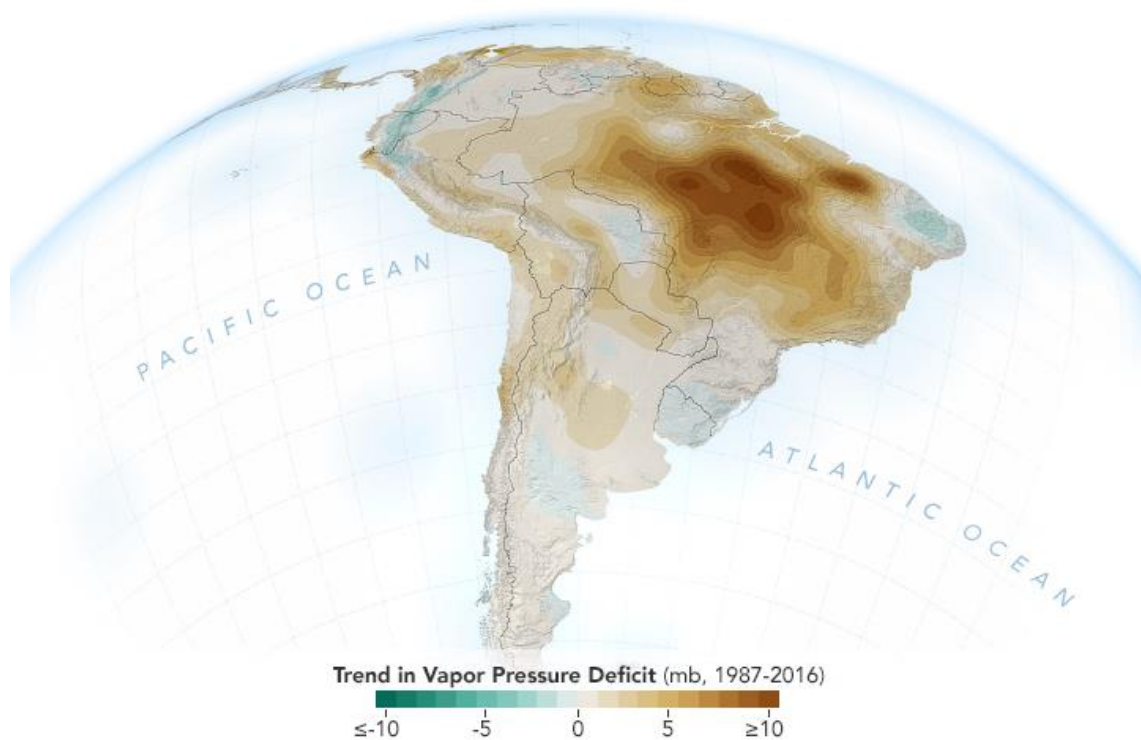 PACIFIC OCEAN
ATLANTIC OCEAN
Trend in Vapor Pressure Deficit (mb, 1987-2016)
≤-10 -5 0 5 ≥10